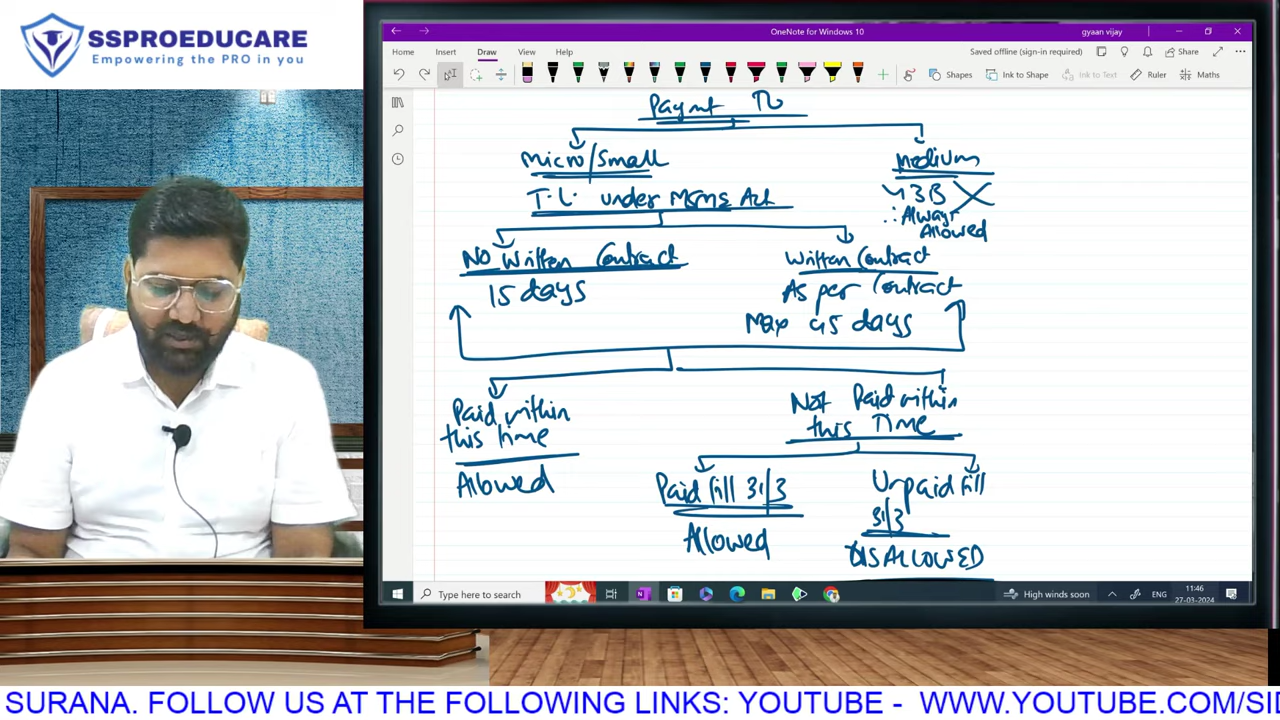 SSPROEDUCARE
Empowering the PRO in you
OneNote for Windows 10
gyaan vijay
Home Insert Draw View Help
Saved offline (sign-in required)
Share
Shapes Ink to Shape Ink to Text Ruler Maths
Paymt To
Micro/Small
Medium
T.L. under MSME Act
43B X
∴ Always
Allowed
No Written Contract
Written Contract
15 days
As per Contract
Max 45 days
Paid within
this time
Not Paid within
this Time
Allowed
Paid till 31/3
Unpaid till
31/3
Allowed
DISALLOWED
Type here to search
High winds soon
ENG
11:46
27-03-2024
SURANA. FOLLOW US AT THE FOLLOWING LINKS: YOUTUBE - WWW.YOUTUBE.COM/SI